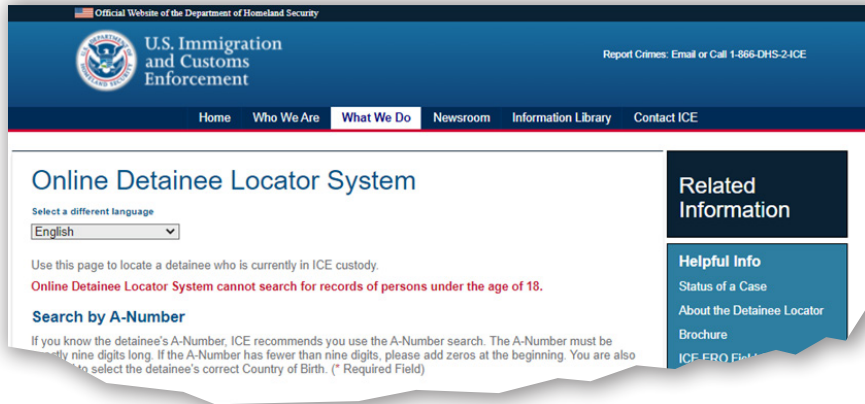 Official Website of the Department of Homeland Security
U.S. Immigration
and Customs
Enforcement
Report Crimes: Email or Call 1-866-DHS-2-ICE
Home Who We Are What We Do Newsroom Information Library Contact ICE
Online Detainee Locator System
Select a different language
English
Use this page to locate a detainee who is currently in ICE custody.
Online Detainee Locator System cannot search for records of persons under the age of 18.
Search by A-Number
If you know the detainee's A-Number, ICE recommends you use the A-Number search. The A-Number must be
nine digits long. If the A-Number has fewer than nine digits, please add zeros at the beginning. You are also
to select the detainee's correct Country of Birth. (* Required Field)
Related
Information
Helpful Info
Status of a Case
About the Detainee Locator
Brochure
ICE ERO